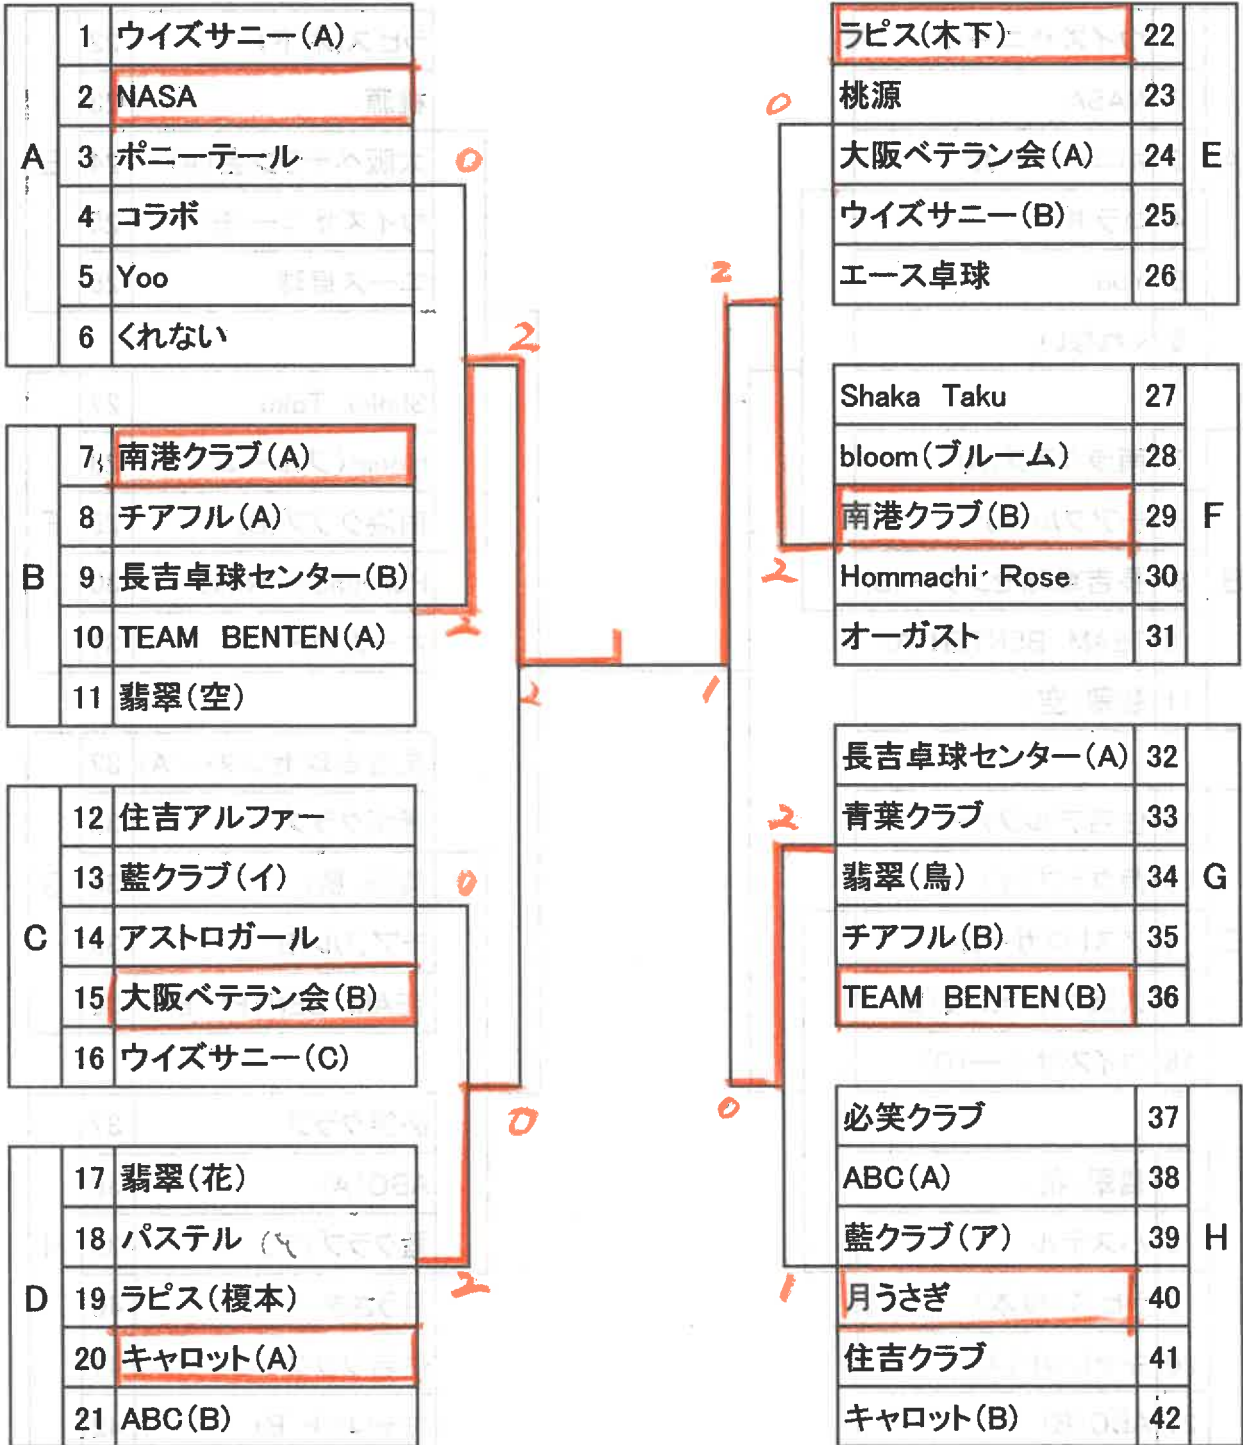 A
1 ウイズサニー(A)
2 NASA
3 ポニーテール
4 コラボ
5 Yoo
6 くれない
0
2
B
7 南港クラブ(A)
8 チアフル(A)
9 長吉卓球センター(B)
10 TEAM BENTEN(A)
11 翡翠(空)
2
2
C
12 住吉アルファー
13 藍クラブ(イ)
14 アストロガール
15 大阪ベテラン会(B)
16 ウイズサニー(C)
0
0
D
17 翡翠(花)
18 パステル
19 ラピス(榎本)
20 キャロット(A)
21 ABC(B)
2
ラピス(木下) 22
桃源 23
大阪ベテラン会(A) 24
ウイズサニー(B) 25
エース卓球 26
E
0
2
Shaka Taku 27
bloom(ブルーム) 28
南港クラブ(B) 29
Hommachi Rose 30
オーガスト 31
F
2
1
長吉卓球センター(A) 32
青葉クラブ 33
翡翠(鳥) 34
チアフル(B) 35
TEAM BENTEN(B) 36
G
2
0
必笑クラブ 37
ABC(A) 38
藍クラブ(ア) 39
月うさぎ 40
住吉クラブ 41
キャロット(B) 42
H
1